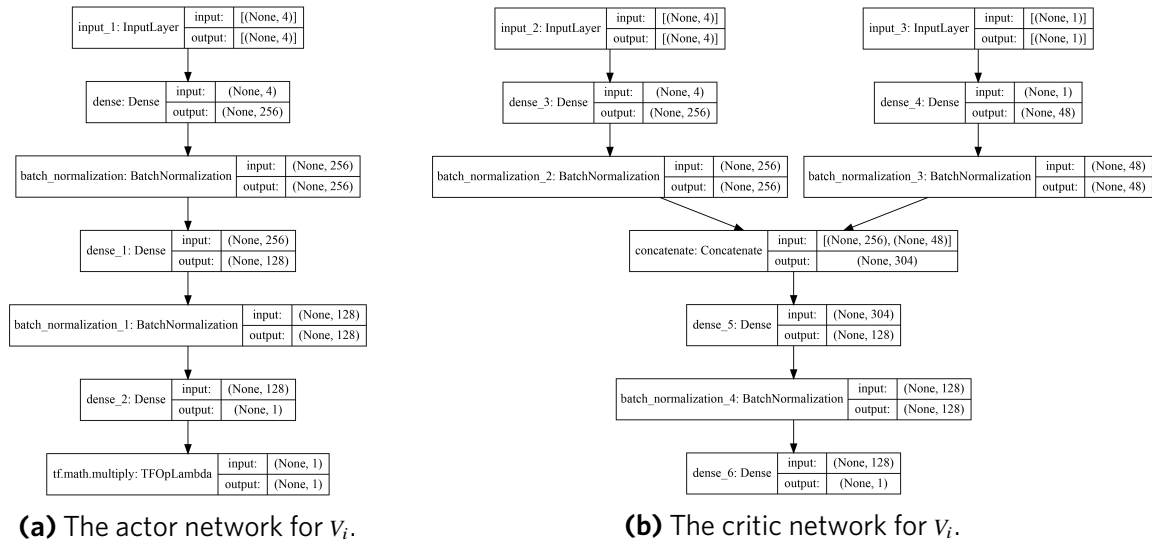 input_1: InputLayer
input: [(None, 4)]
output: [(None, 4)]
dense: Dense
input: (None, 4)
output: (None, 256)
batch_normalization: BatchNormalization
input: (None, 256)
output: (None, 256)
dense_1: Dense
input: (None, 256)
output: (None, 128)
batch_normalization_1: BatchNormalization
input: (None, 128)
output: (None, 128)
dense_2: Dense
input: (None, 128)
output: (None, 1)
tf.math.multiply: TFOpLambda
input: (None, 1)
output: (None, 1)
(a) The actor network for V_i.
input_2: InputLayer
input: [(None, 4)]
output: [(None, 4)]
input_3: InputLayer
input: [(None, 1)]
output: [(None, 1)]
dense_3: Dense
input: (None, 4)
output: (None, 256)
dense_4: Dense
input: (None, 1)
output: (None, 48)
batch_normalization_2: BatchNormalization
input: (None, 256)
output: (None, 256)
batch_normalization_3: BatchNormalization
input: (None, 48)
output: (None, 48)
concatenate: Concatenate
input: [(None, 256), (None, 48)]
output: (None, 304)
dense_5: Dense
input: (None, 304)
output: (None, 128)
batch_normalization_4: BatchNormalization
input: (None, 128)
output: (None, 128)
dense_6: Dense
input: (None, 128)
output: (None, 1)
(b) The critic network for V_i.